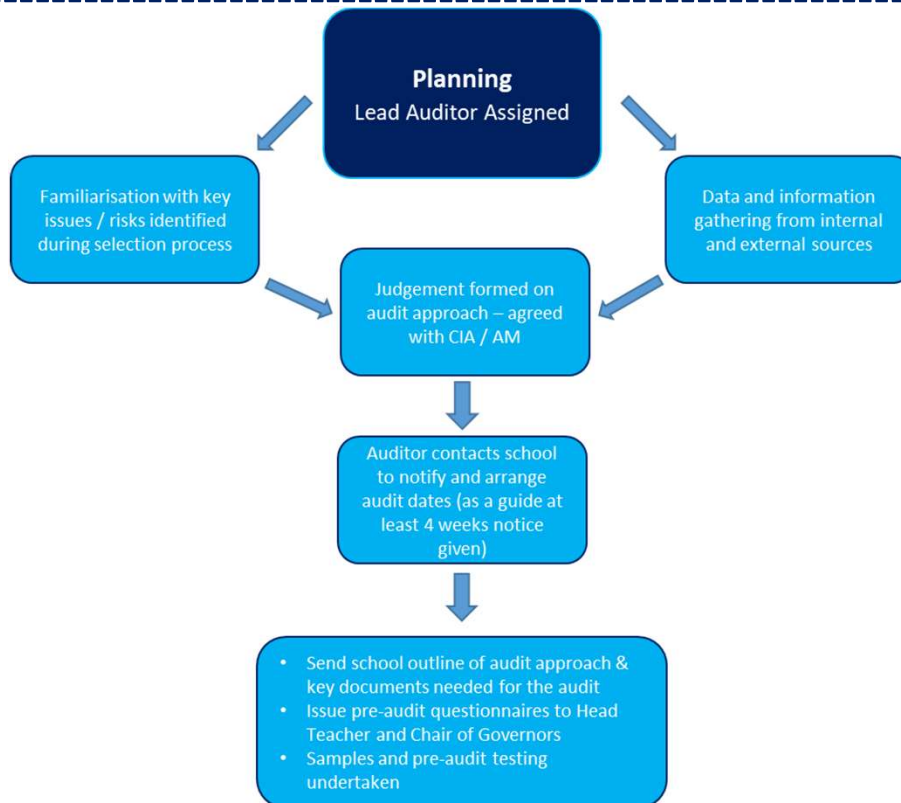 Planning
Lead Auditor Assigned
Familiarisation with key
issues / risks identified
during selection process
Data and information
gathering from internal
and external sources
Judgement formed on
audit approach – agreed
with CIA / AM
Auditor contacts school
to notify and arrange
audit dates (as a guide at
least 4 weeks notice
given)
• Send school outline of audit approach &
key documents needed for the audit
• Issue pre-audit questionnaires to Head
Teacher and Chair of Governors
• Samples and pre-audit testing
undertaken